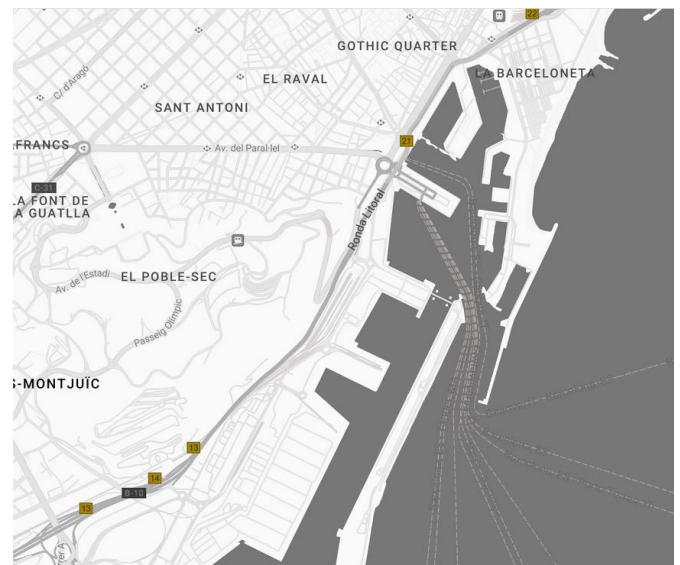 22
GOTHIC QUARTER
EL RAVAL
LA BARCELONETA
C/ d'Aragó
SANT ANTONI
21
FRANCS
Av. del Paral·lel
C-31
LA FONT DE
LA GUATLLA
Ronda Litoral
EL POBLE-SEC
Av. de l'Estadi
Passeig Olímpic
S-MONTJUÏC
13
14
B-10
13